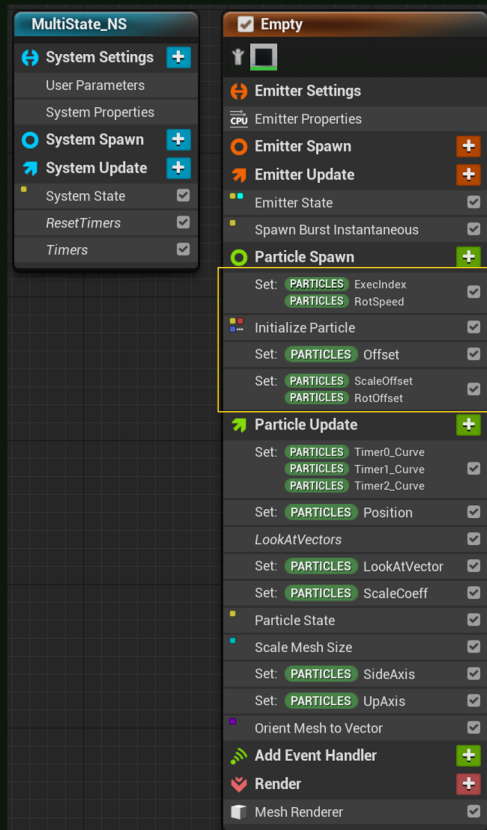 MultiState_NS
System Settings
User Parameters
System Properties
System Spawn
System Update
System State
ResetTimers
Timers
Empty
Emitter Settings
CPU Emitter Properties
Emitter Spawn
Emitter Update
Emitter State
Spawn Burst Instantaneous
Particle Spawn
Set: PARTICLES ExecIndex
PARTICLES RotSpeed
Initialize Particle
Set: PARTICLES Offset
Set: PARTICLES ScaleOffset
PARTICLES RotOffset
Particle Update
Set: PARTICLES Timer0_Curve
PARTICLES Timer1_Curve
PARTICLES Timer2_Curve
Set: PARTICLES Position
LookAtVectors
Set: PARTICLES LookAtVector
Set: PARTICLES ScaleCoeff
Particle State
Scale Mesh Size
Set: PARTICLES SideAxis
Set: PARTICLES UpAxis
Orient Mesh to Vector
Add Event Handler
Render
Mesh Renderer